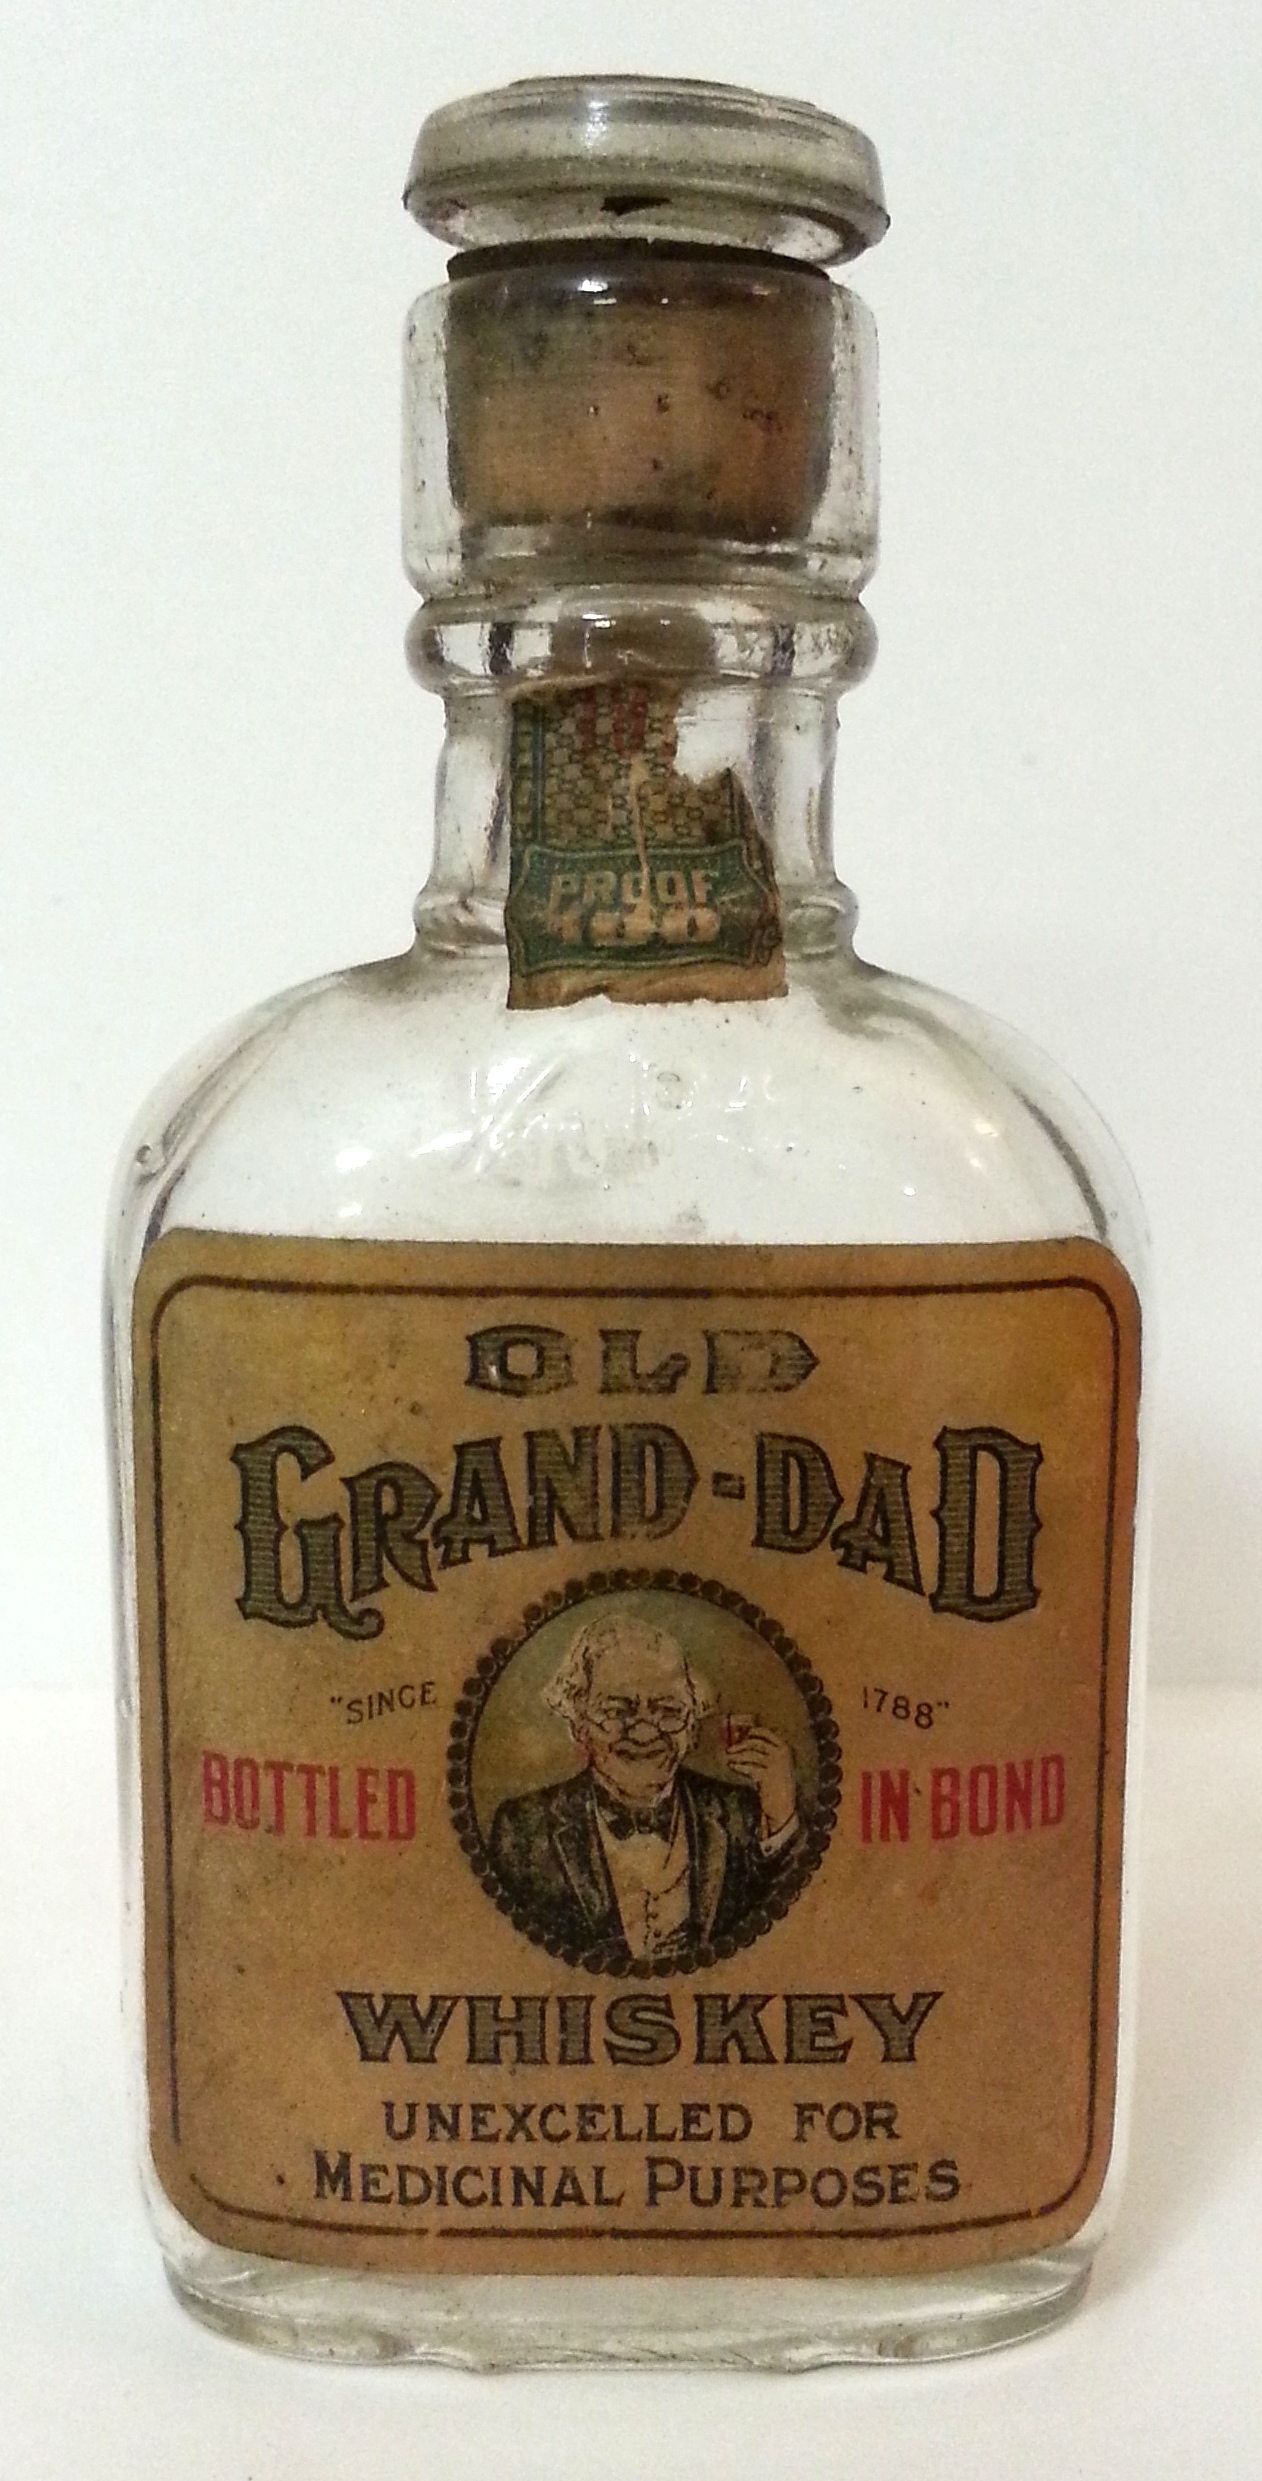 PROOF
100
OLD
GRAND-DAD
"SINCE 1788"
BOTTLED IN BOND
WHISKEY
UNEXCELLED FOR
MEDICINAL PURPOSES